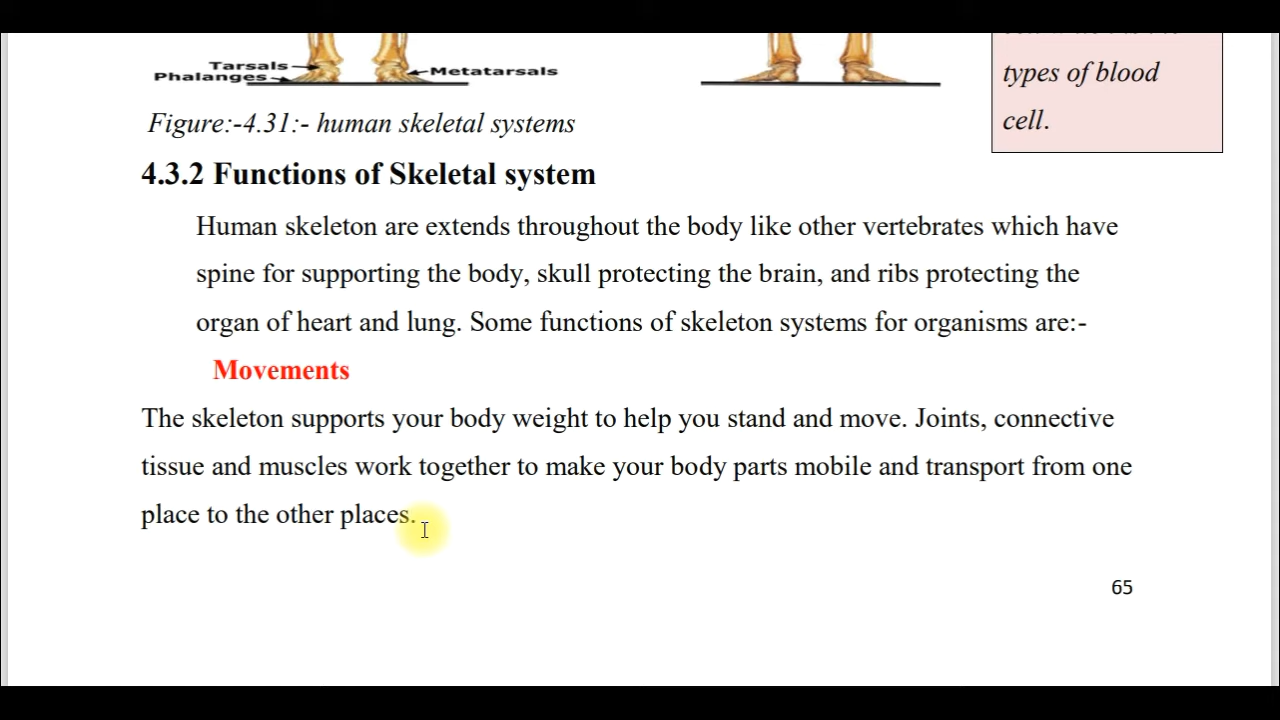 Tarsals
Phalanges
Metatarsals
types of blood
cell.
Figure:-4.31:- human skeletal systems
4.3.2 Functions of Skeletal system
Human skeleton are extends throughout the body like other vertebrates which have
spine for supporting the body, skull protecting the brain, and ribs protecting the
organ of heart and lung. Some functions of skeleton systems for organisms are:-
Movements
The skeleton supports your body weight to help you stand and move. Joints, connective
tissue and muscles work together to make your body parts mobile and transport from one
place to the other places.
65